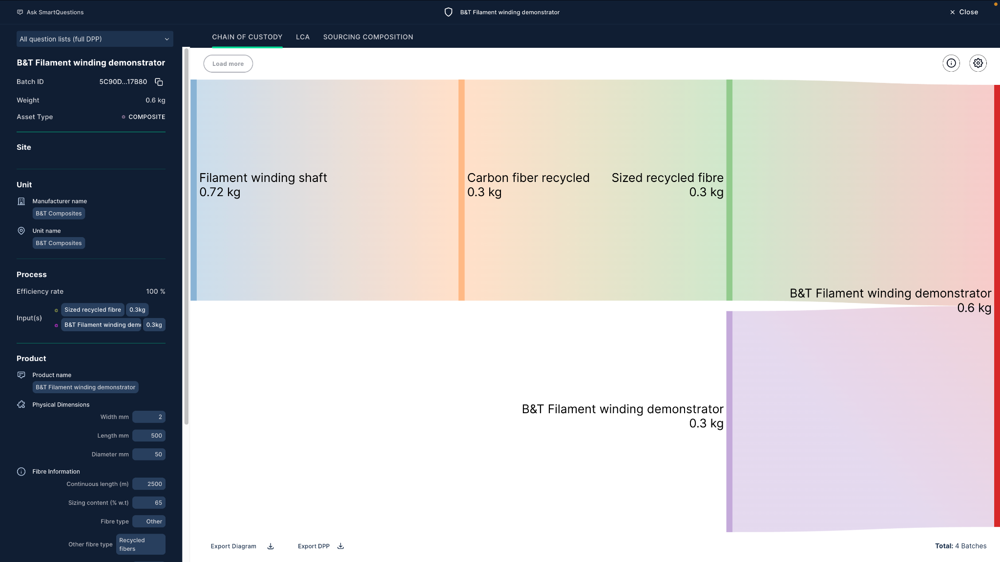 Ask SmartQuestions
B&T Filament winding demonstrator
Close
All question lists (full DPP)
CHAIN OF CUSTODY
LCA
SOURCING COMPOSITION
B&T Filament winding demonstrator
Batch ID 5C90D...17B80
Weight 0.6 kg
Asset Type COMPOSITE
Site
Unit
Manufacturer name
B&T Composites
Unit name
B&T Composites
Process
Efficiency rate 100 %
Input(s)
Sized recycled fibre 0.3kg
B&T Filament winding demo 0.3kg
Product
Product name
B&T Filament winding demonstrator
Physical Dimensions
Width mm 2
Length mm 500
Diameter mm 50
Fibre Information
Continuous length (m) 2500
Sizing content (% w.t) 65
Fibre type Other
Other fibre type Recycled
fibers
Load more
Filament winding shaft
0.72 kg
Carbon fiber recycled
0.3 kg
Sized recycled fibre
0.3 kg
B&T Filament winding demonstrator
0.6 kg
B&T Filament winding demonstrator
0.3 kg
Export Diagram
Export DPP
Total: 4 Batches